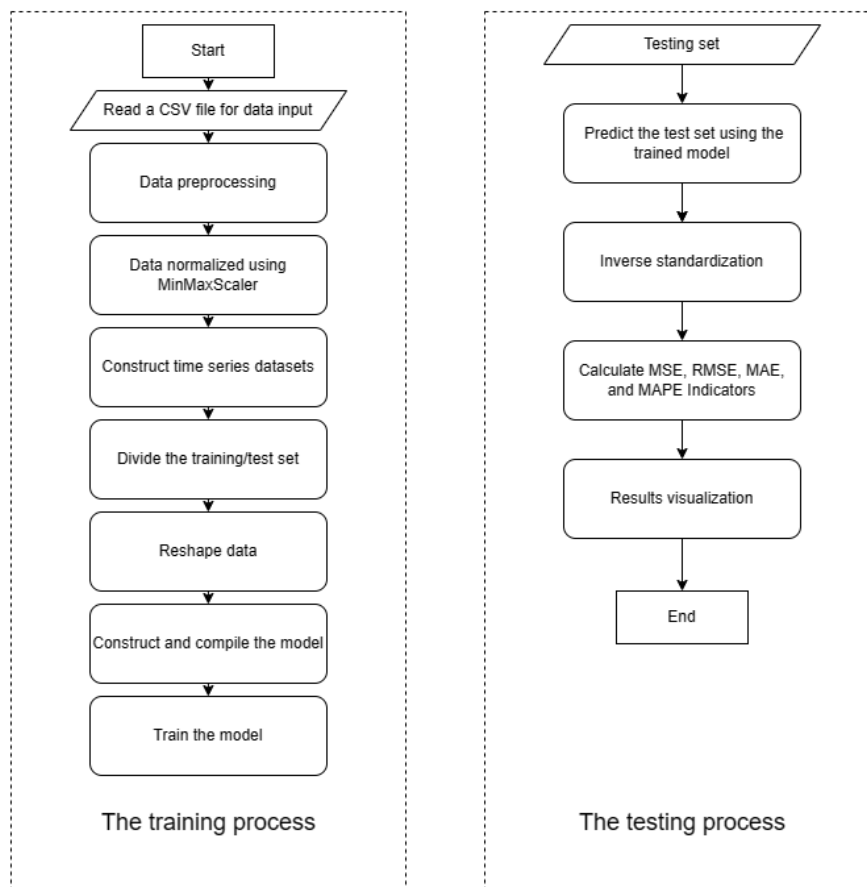 Start
Read a CSV file for data input
Data preprocessing
Data normalized using
MinMaxScaler
Construct time series datasets
Divide the training/test set
Reshape data
Construct and compile the model
Train the model
The training process
Testing set
Predict the test set using the
trained model
Inverse standardization
Calculate MSE, RMSE, MAE,
and MAPE Indicators
Results visualization
End
The testing process